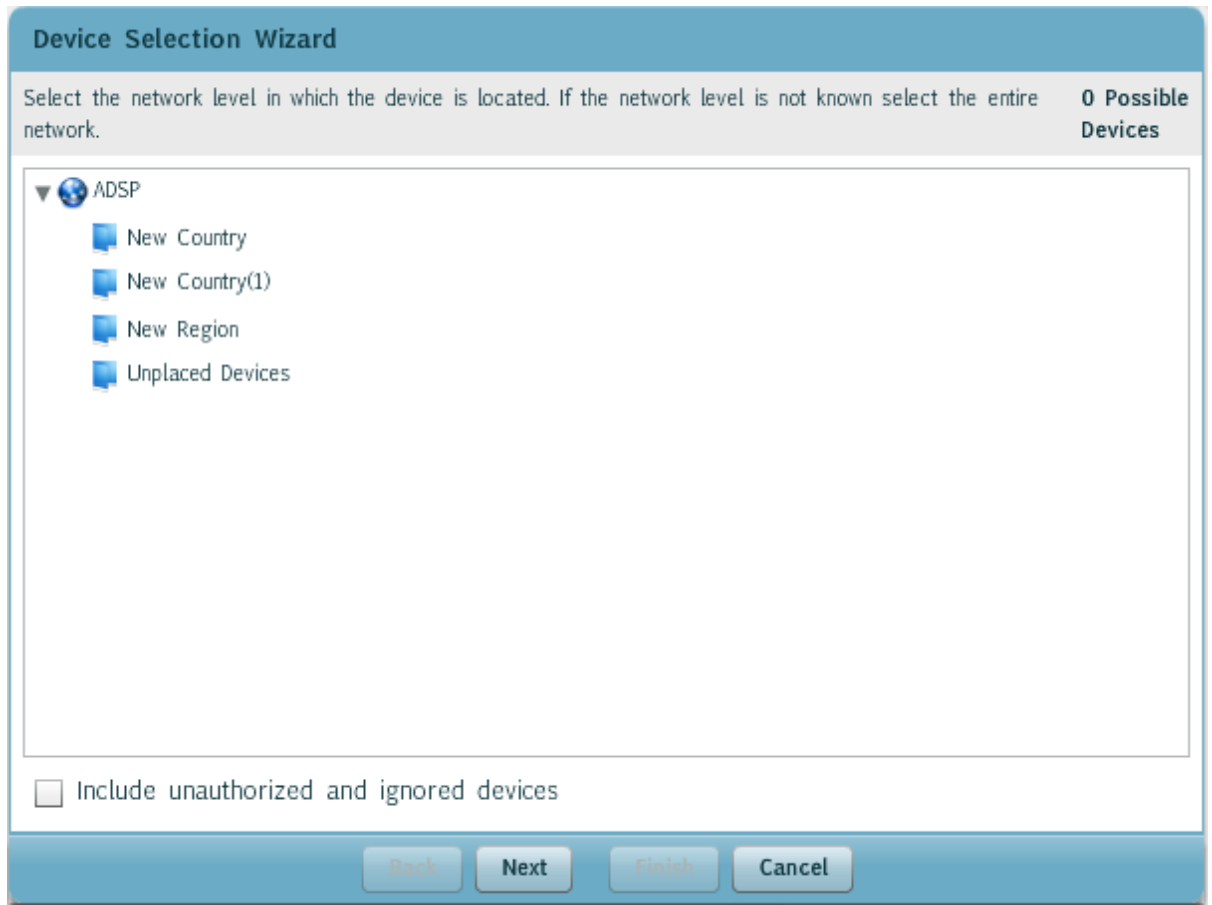 Device Selection Wizard
Select the network level in which the device is located. If the network level is not known select the entire
network.
0 Possible
Devices
ADSP
New Country
New Country(1)
New Region
Unplaced Devices
Include unauthorized and ignored devices
Back
Next
Finish
Cancel